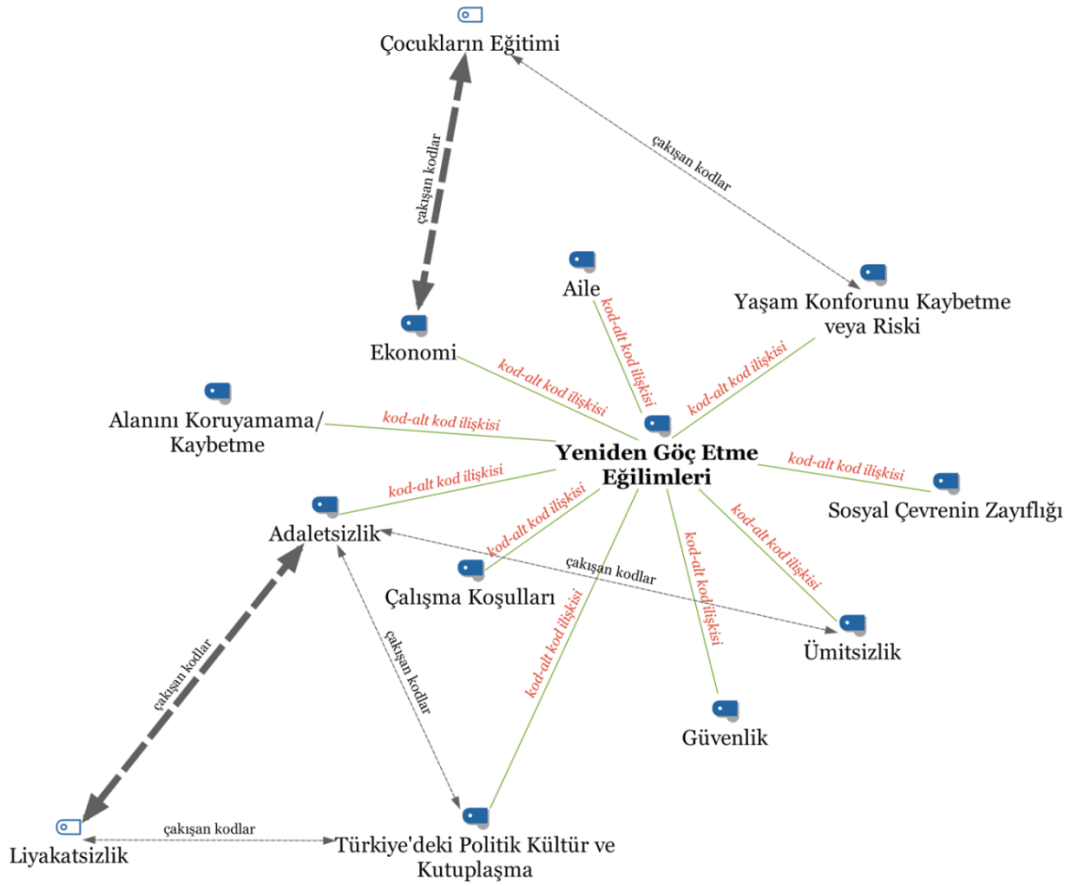 Çocukların Eğitimi
çakışan kodlar
çakışan kodlar
Aile
Yaşam Konforunu Kaybetme
veya Riski
Ekonomi
kod-alt kod ilişkisi
kod-alt kod ilişkisi
kod-alt kod ilişkisi
Alanını Koruyamama/
Kaybetme
kod-alt kod ilişkisi
Yeniden Göç Etme
Eğilimleri
kod-alt kod ilişkisi
kod-alt kod ilişkisi
Sosyal Çevrenin Zayıflığı
Adaletsizlik
kod-alt kod ilişkisi
kod-alt kod ilişkisi
kod-alt kod ilişkisi
kod-alt kod ilişkisi
çakışan kodlar
Çalışma Koşulları
Ümitsizlik
çakışan kodlar
çakışan kodlar
Güvenlik
çakışan kodlar
Liyakatsizlik
Türkiye'deki Politik Kültür ve
Kutuplaşma